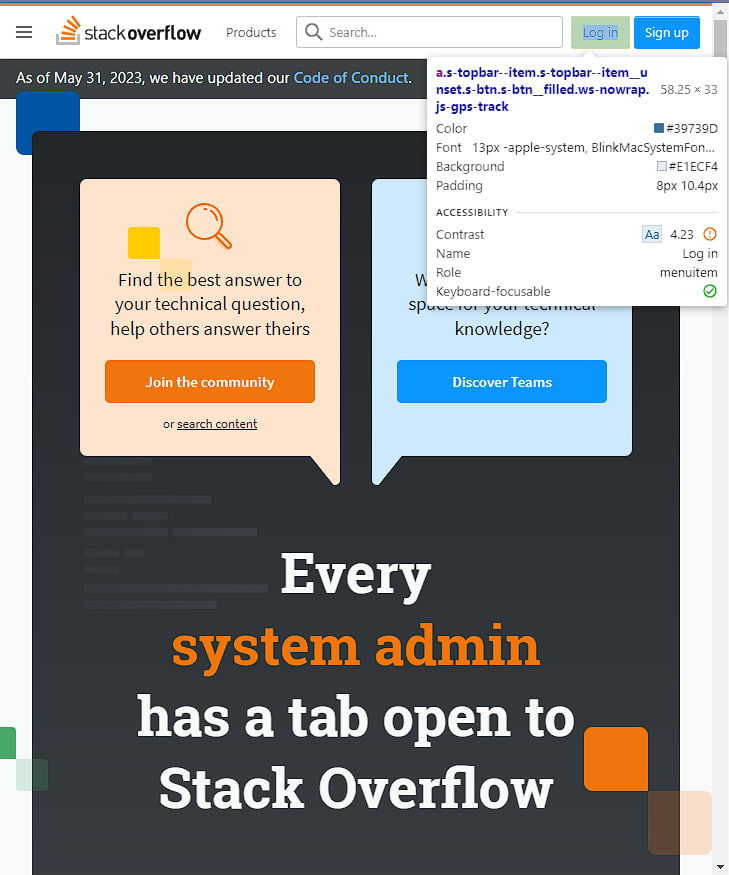 stack overflow
Products
Search...
Log in
Sign up
As of May 31, 2023, we have updated our Code of Conduct.
a.s-topbar--item.s-topbar--item__u
nset.s-btn.s-btn__filled.ws-nowrap.
js-gps-track
58.25 × 33
Color
#39739D
Font
13px -apple-system, BlinkMacSystemFon...
Background
#E1ECF4
Padding
8px 10.4px
ACCESSIBILITY
Contrast
Aa 4.23
Name
Log in
Role
menuitem
Keyboard-focusable
Find the best answer to
your technical question,
help others answer theirs
Join the community
or search content
space for your technical
knowledge?
Discover Teams
Every
system admin
has a tab open to
Stack Overflow